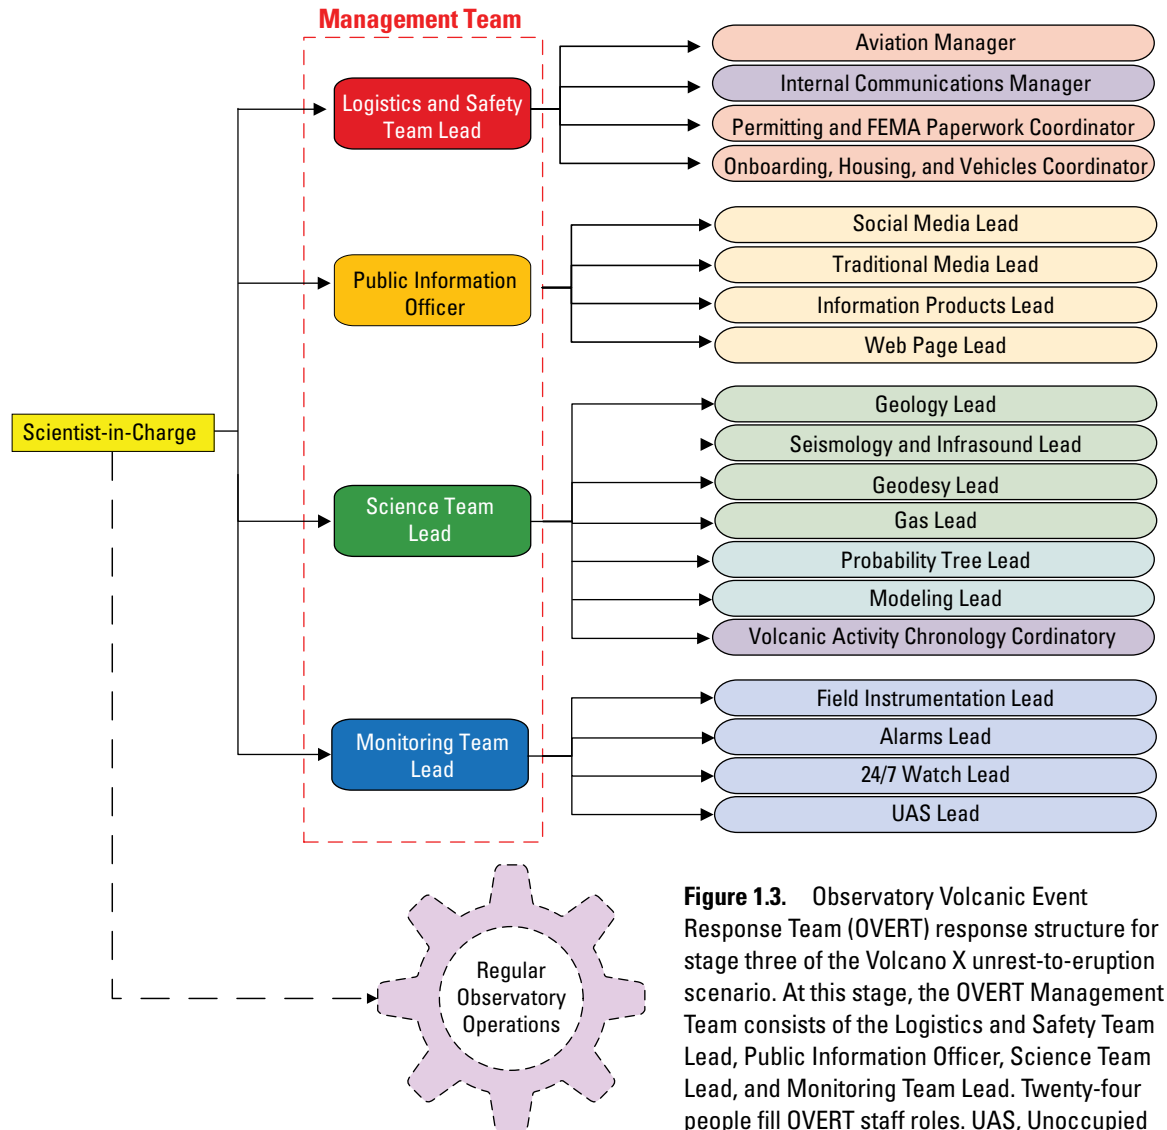 Management Team
Logistics and Safety
Team Lead
Aviation Manager
Internal Communications Manager
Permitting and FEMA Paperwork Coordinator
Onboarding, Housing, and Vehicles Coordinator
Public Information
Officer
Social Media Lead
Traditional Media Lead
Information Products Lead
Web Page Lead
Scientist-in-Charge
Science Team
Lead
Geology Lead
Seismology and Infrasound Lead
Geodesy Lead
Gas Lead
Probability Tree Lead
Modeling Lead
Volcanic Activity Chronology Cordinatory
Monitoring Team
Lead
Field Instrumentation Lead
Alarms Lead
24/7 Watch Lead
UAS Lead
Regular
Observatory
Operations
Figure 1.3. Observatory Volcanic Event
Response Team (OVERT) response structure for
stage three of the Volcano X unrest-to-eruption
scenario. At this stage, the OVERT Management
Team consists of the Logistics and Safety Team
Lead, Public Information Officer, Science Team
Lead, and Monitoring Team Lead. Twenty-four
people fill OVERT staff roles. UAS, Unoccupied